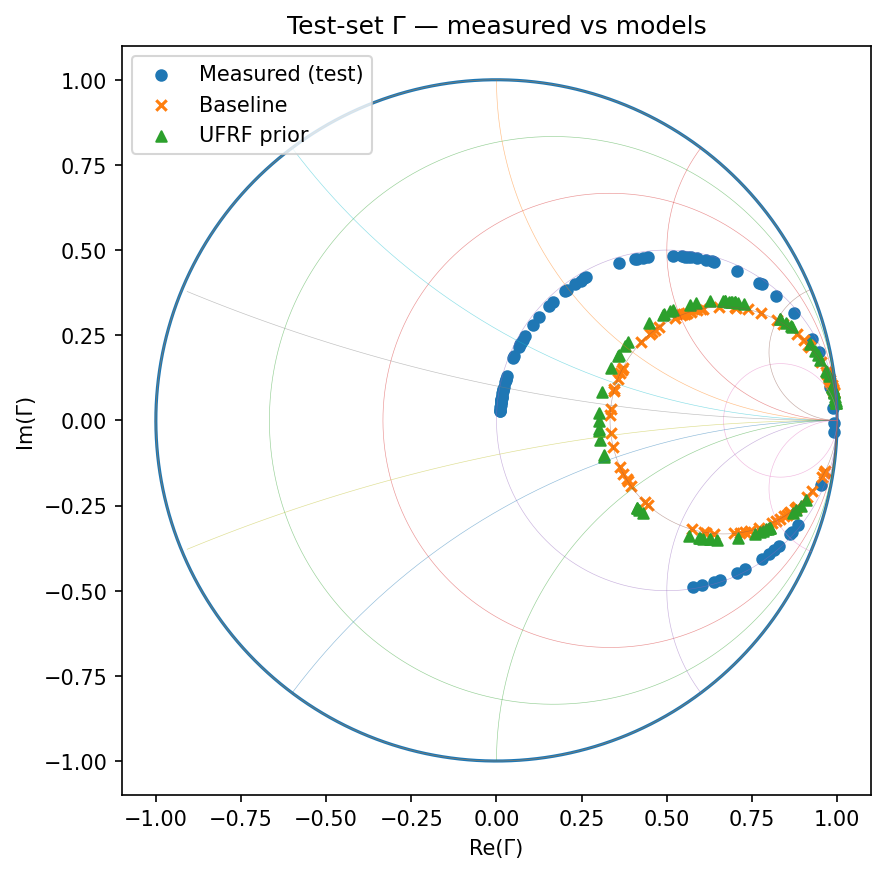 Test-set Γ — measured vs models
Measured (test)
Baseline
UFRF prior
1.00
0.75
0.50
0.25
0.00
−0.25
−0.50
−0.75
−1.00
Im(Γ)
−1.00 −0.75 −0.50 −0.25 0.00 0.25 0.50 0.75 1.00
Re(Γ)